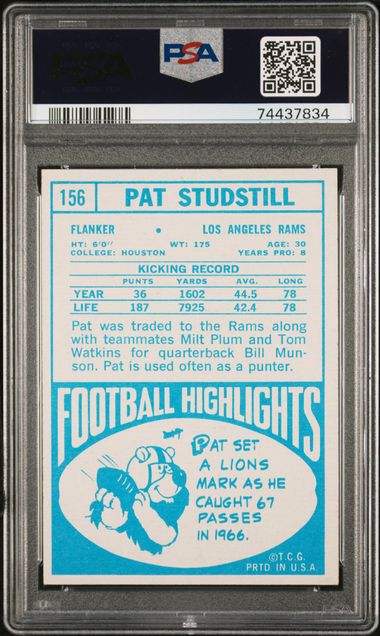 PSA
PSA
74437834
156 PAT STUDSTILL
FLANKER • LOS ANGELES RAMS
HT: 6'0" WT: 175 AGE: 30
COLLEGE: HOUSTON YEARS PRO: 8
KICKING RECORD
PUNTS YARDS AVG. LONG
YEAR 36 1602 44.5 78
LIFE 187 7925 42.4 78
Pat was traded to the Rams along
with teammates Milt Plum and Tom
Watkins for quarterback Bill Mun-
son. Pat is used often as a punter.
FOOTBALL HIGHLIGHTS
PAT SET
A LIONS
MARK AS HE
CAUGHT 67
PASSES
IN 1966.
©T.C.G.
PRTD IN U.S.A.